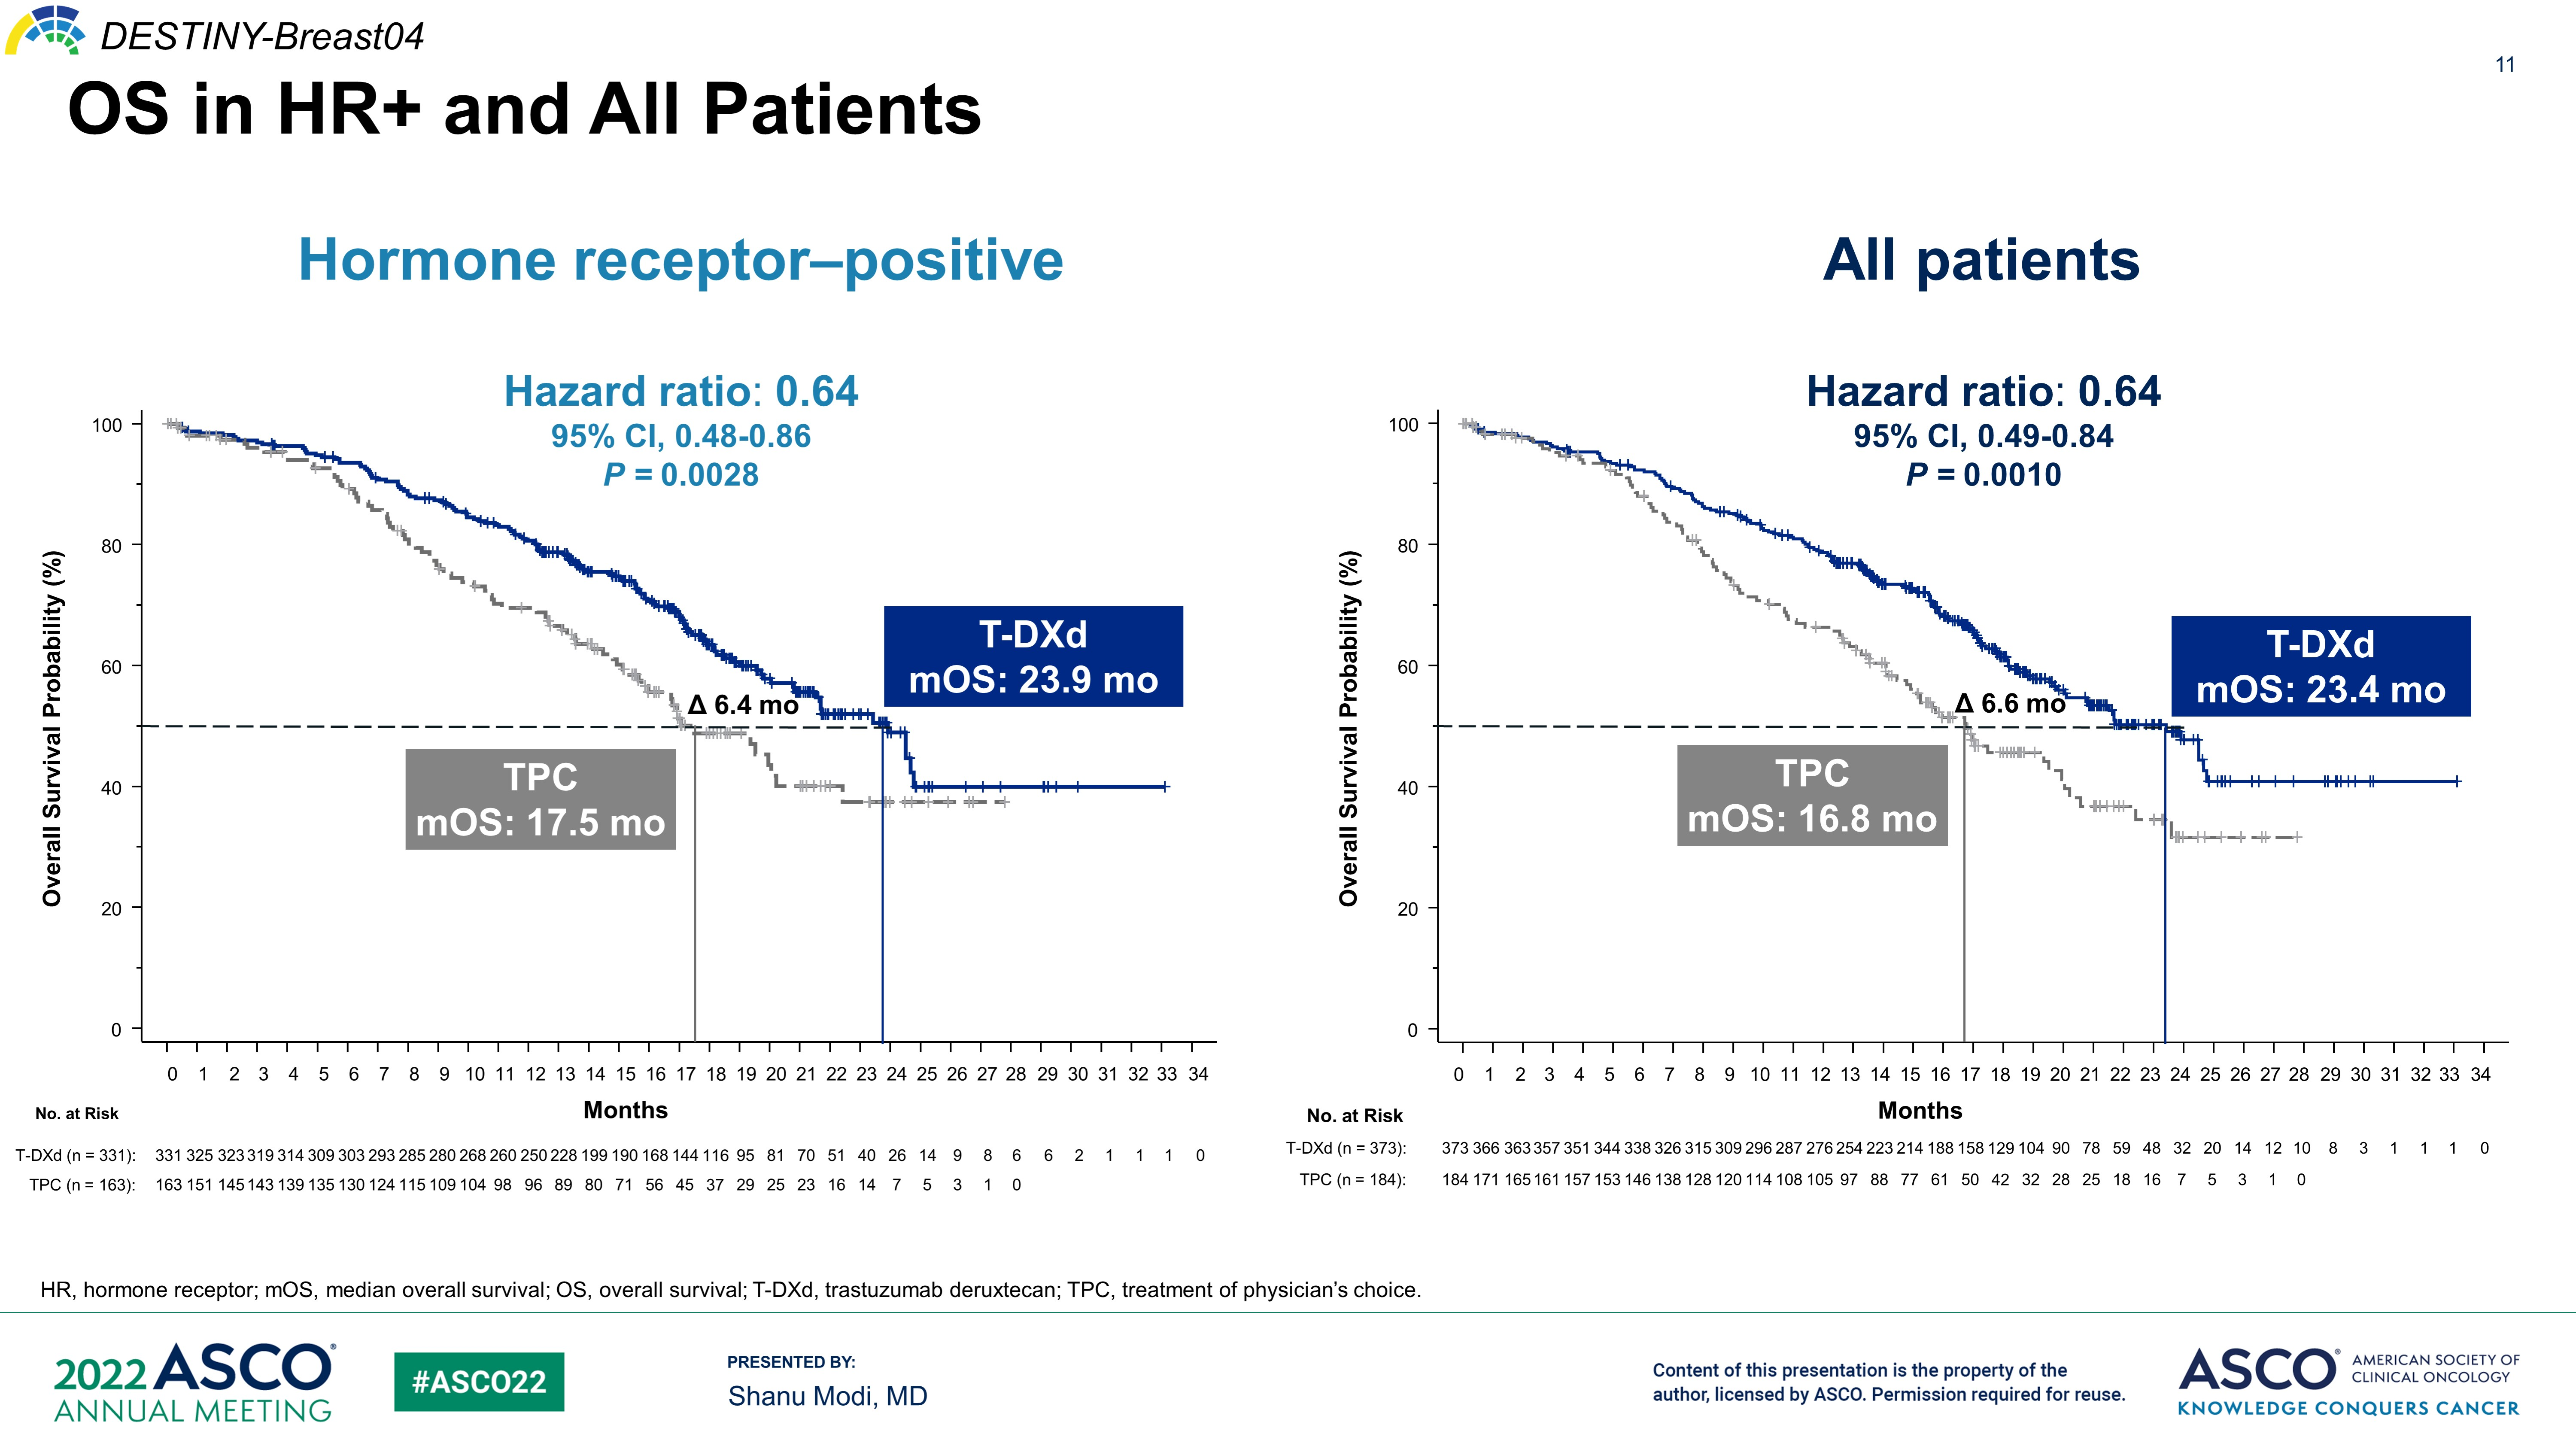 DESTINY-Breast04
11
OS in HR+ and All Patients
Hormone receptor–positive
Hazard ratio: 0.64
95% CI, 0.48-0.86
P = 0.0028
Overall Survival Probability (%)
100
80
60
40
20
0
T-DXd
mOS: 23.9 mo
Δ 6.4 mo
TPC
mOS: 17.5 mo
0 1 2 3 4 5 6 7 8 9 10 11 12 13 14 15 16 17 18 19 20 21 22 23 24 25 26 27 28 29 30 31 32 33 34
Months
No. at Risk
T-DXd (n = 331): 331 325 323 319 314 309 303 293 285 280 268 260 250 228 199 190 168 144 116 95 81 70 51 40 26 14 9 8 6 6 2 1 1 1 0
TPC (n = 163): 163 151 145 143 139 135 130 124 115 109 104 98 96 89 80 71 56 45 37 29 25 23 16 14 7 5 3 1 0
All patients
Hazard ratio: 0.64
95% CI, 0.49-0.84
P = 0.0010
Overall Survival Probability (%)
100
80
60
40
20
0
T-DXd
mOS: 23.4 mo
Δ 6.6 mo
TPC
mOS: 16.8 mo
0 1 2 3 4 5 6 7 8 9 10 11 12 13 14 15 16 17 18 19 20 21 22 23 24 25 26 27 28 29 30 31 32 33 34
Months
No. at Risk
T-DXd (n = 373): 373 366 363 357 351 344 338 326 315 309 296 287 276 254 223 214 188 158 129 104 90 78 59 48 32 20 14 12 10 8 3 1 1 1 0
TPC (n = 184): 184 171 165 161 157 153 146 138 128 120 114 108 105 97 88 77 61 50 42 32 28 25 18 16 7 5 3 1 0
HR, hormone receptor; mOS, median overall survival; OS, overall survival; T-DXd, trastuzumab deruxtecan; TPC, treatment of physician’s choice.
2022 ASCO®
ANNUAL MEETING
#ASCO22
PRESENTED BY:
Shanu Modi, MD
Content of this presentation is the property of the
author, licensed by ASCO. Permission required for reuse.
ASCO® AMERICAN SOCIETY OF
CLINICAL ONCOLOGY
KNOWLEDGE CONQUERS CANCER